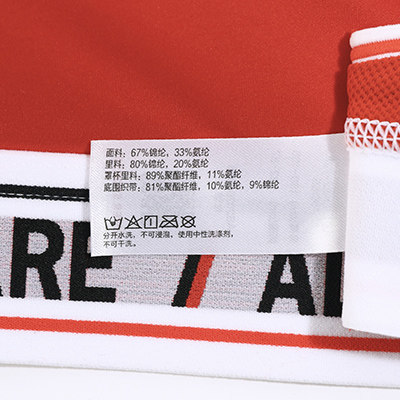 面料：67%锦纶，33%氨纶
里料：80%锦纶，20%氨纶
罩杯里料：89%聚酯纤维，11%氨纶
底围织带：81%聚酯纤维，10%氨纶，9%锦纶
分开水洗，不可浸泡，使用中性洗涤剂，
不可干洗。
ARE / A